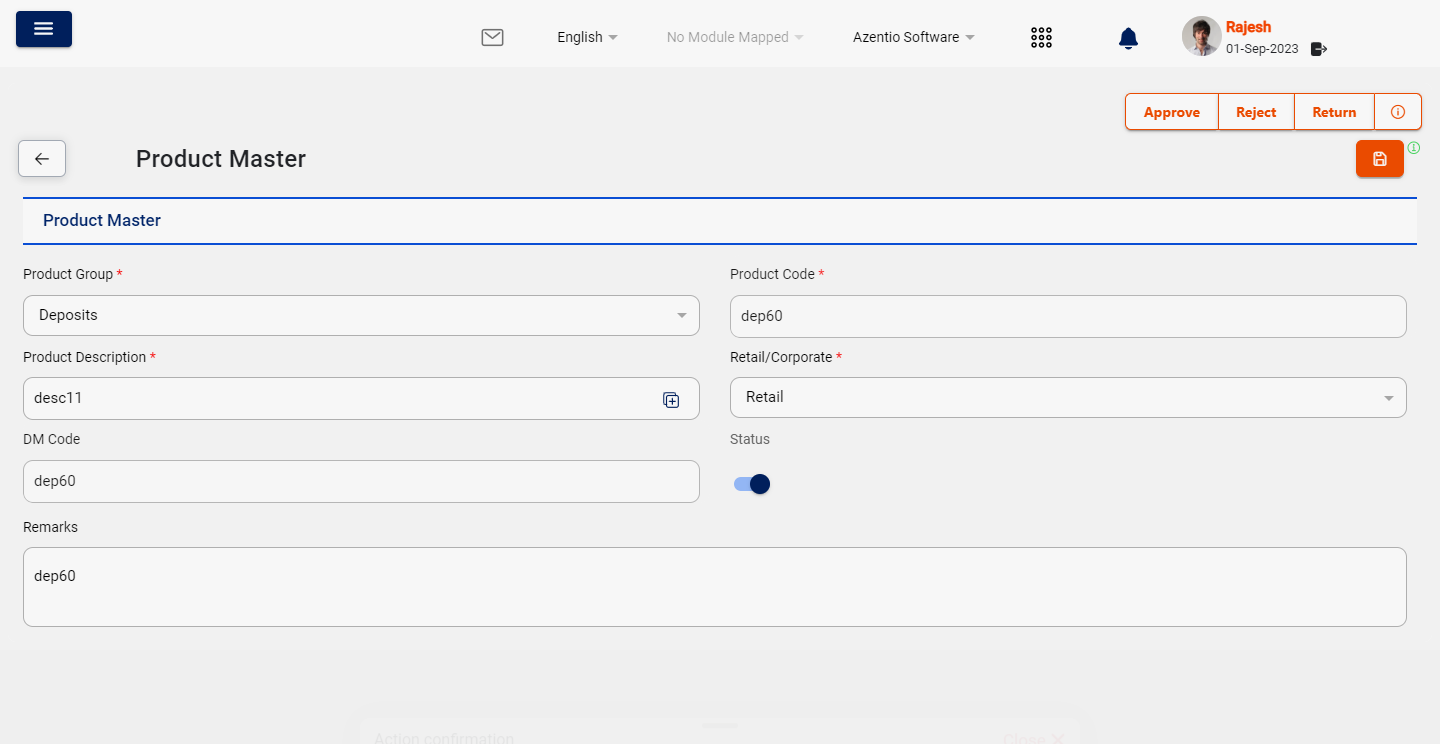 English
No Module Mapped
Azentio Software
Rajesh
01-Sep-2023
Approve
Reject
Return
Product Master
Product Master
Product Group *
Product Code *
Deposits
dep60
Product Description *
Retail/Corporate *
desc11
Retail
DM Code
Status
dep60
Remarks
dep60
Action confirmation
Close